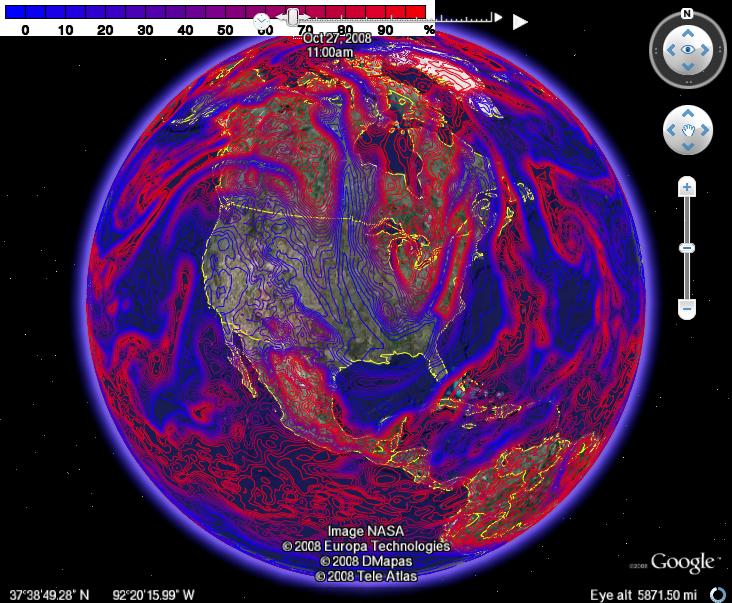 0 10 20 30 40 50 60 70 80 90 %
Oct 27, 2008
11:00am
N
Image NASA
© 2008 Europa Technologies
© 2008 DMapas
© 2008 Tele Atlas
©2008 Google™
37°38'49.28" N 92°20'15.99" W
Eye alt 5871.50 mi